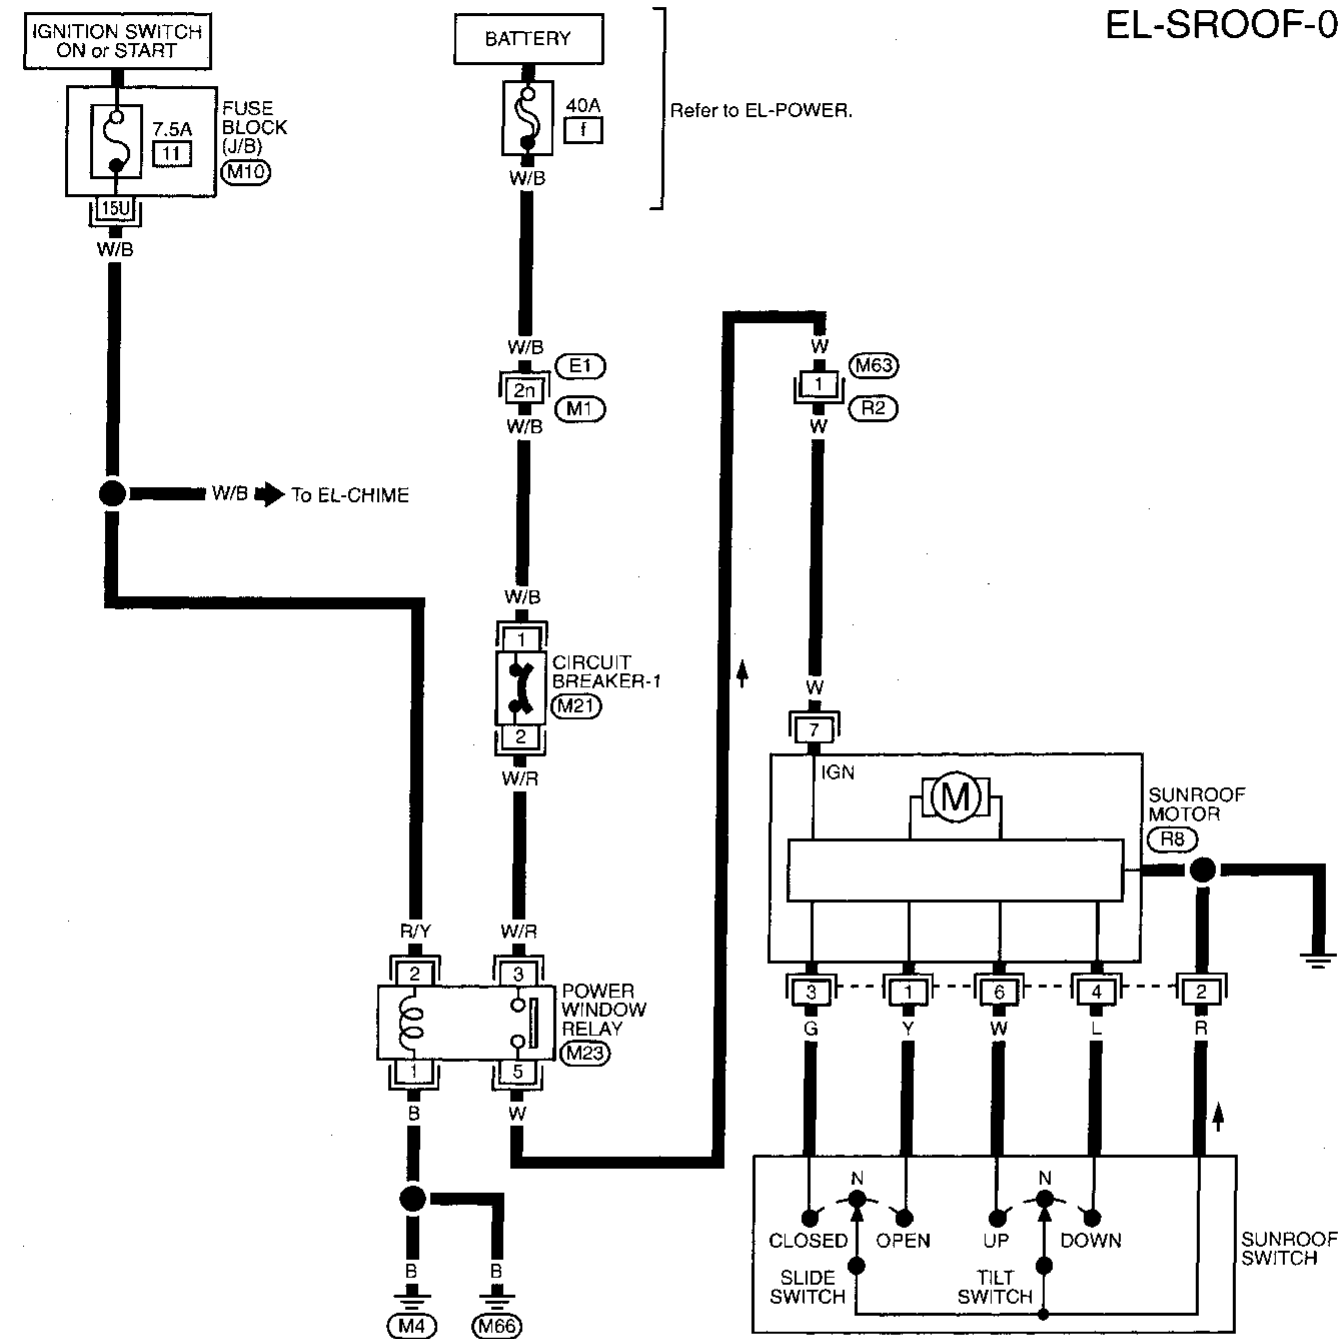 EL-SROOF-0
IGNITION SWITCH
ON or START
BATTERY
FUSE
BLOCK
(J/B)
M10
7.5A
11
40A
f
Refer to EL-POWER.
15U
W/B
W/B
W/B
E1
2n
M1
W/B
W
M63
1
R2
W
W/B
To EL-CHIME
W/B
1
CIRCUIT
BREAKER-1
M21
2
W/R
W
7
IGN
M
SUNROOF
MOTOR
R8
R/Y
W/R
2
3
POWER
WINDOW
RELAY
M23
1
5
B
W
3
1
6
4
2
G
Y
W
L
R
N
N
CLOSED
OPEN
UP
DOWN
SLIDE
SWITCH
TILT
SWITCH
SUNROOF
SWITCH
B
B
M4
M66